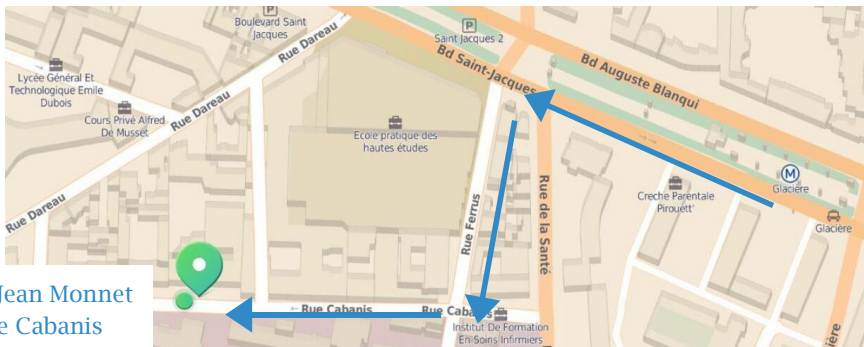 Boulevard Saint
Jacques
Rue Dareau
Saint Jacques 2
Bd Saint-Jacques
Bd Auguste Blanqui
Lycée Général Et
Technologique Emile
Dubois
Cours Privé Alfred
De Musset
Rue Dareau
Ecole pratique des
hautes études
M
Glacière
Creche Parentale
Pirouett'
Glacière
Rue Dareau
Rue Ferrus
Rue de la Santé
Jean Monnet
e Cabanis
←Rue Cabanis
Rue Cabanis
Institut De Formation
En Soins Infirmiers
ière
P
P